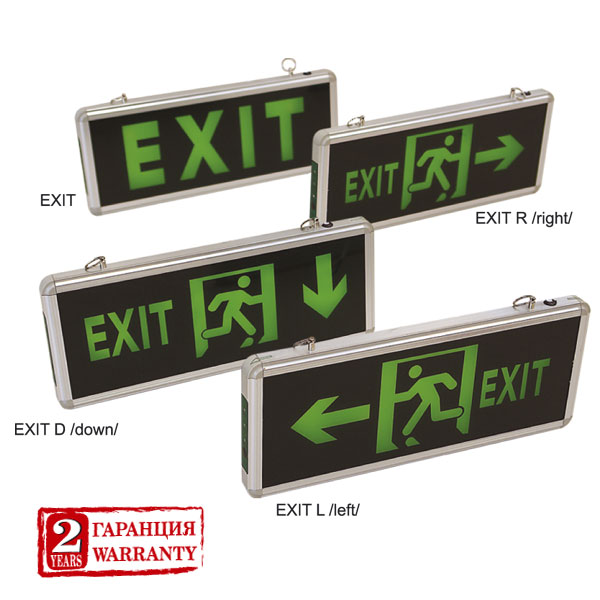 EXIT
EXIT
EXIT
EXIT R /right/
EXIT
EXIT D /down/
EXIT
EXIT L /left/
2 YEARS
ГАРАНЦИЯ
WARRANTY